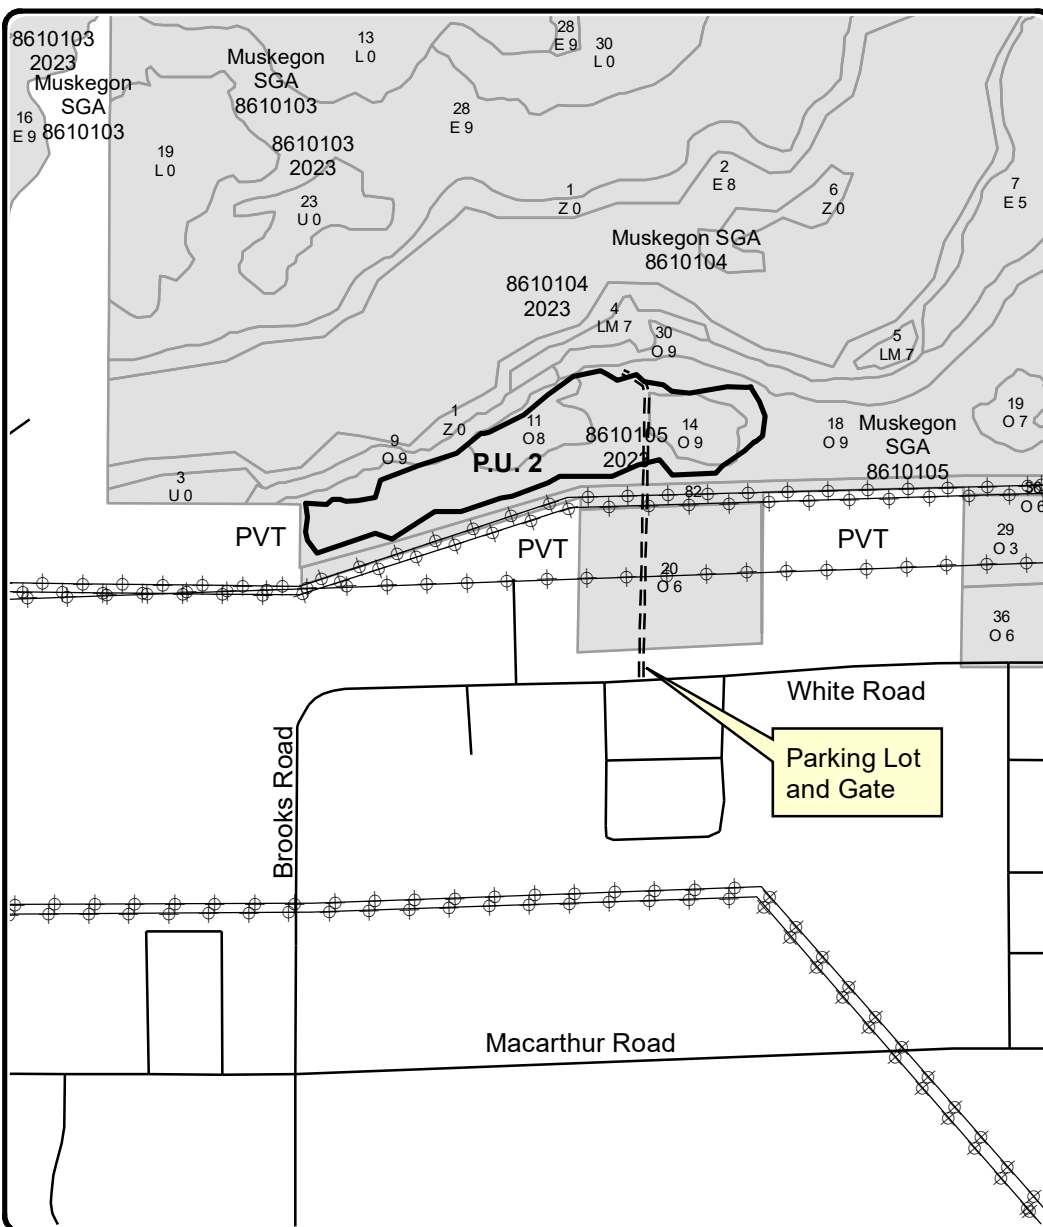 8610103
2023
Muskegon
SGA
8610103
16
E 9
13
L 0
Muskegon
SGA
8610103
8610103
2023
28
E 9
30
L 0
28
E 9
19
L 0
23
U 0
1
Z 0
2
E 8
6
Z 0
7
E 5
Muskegon SGA
8610104
8610104
2023
4
LM 7
30
O 9
5
LM 7
1
Z 0
11
O 8
14
O 9
18
O 9
19
O 7
Muskegon
SGA
8610105
8610105
P.U. 2
9
O 9
3
U 0
82
36
O 6
PVT
PVT
PVT
29
O 3
20
O 6
36
O 6
White Road
Parking Lot
and Gate
Brooks Road
Macarthur Road